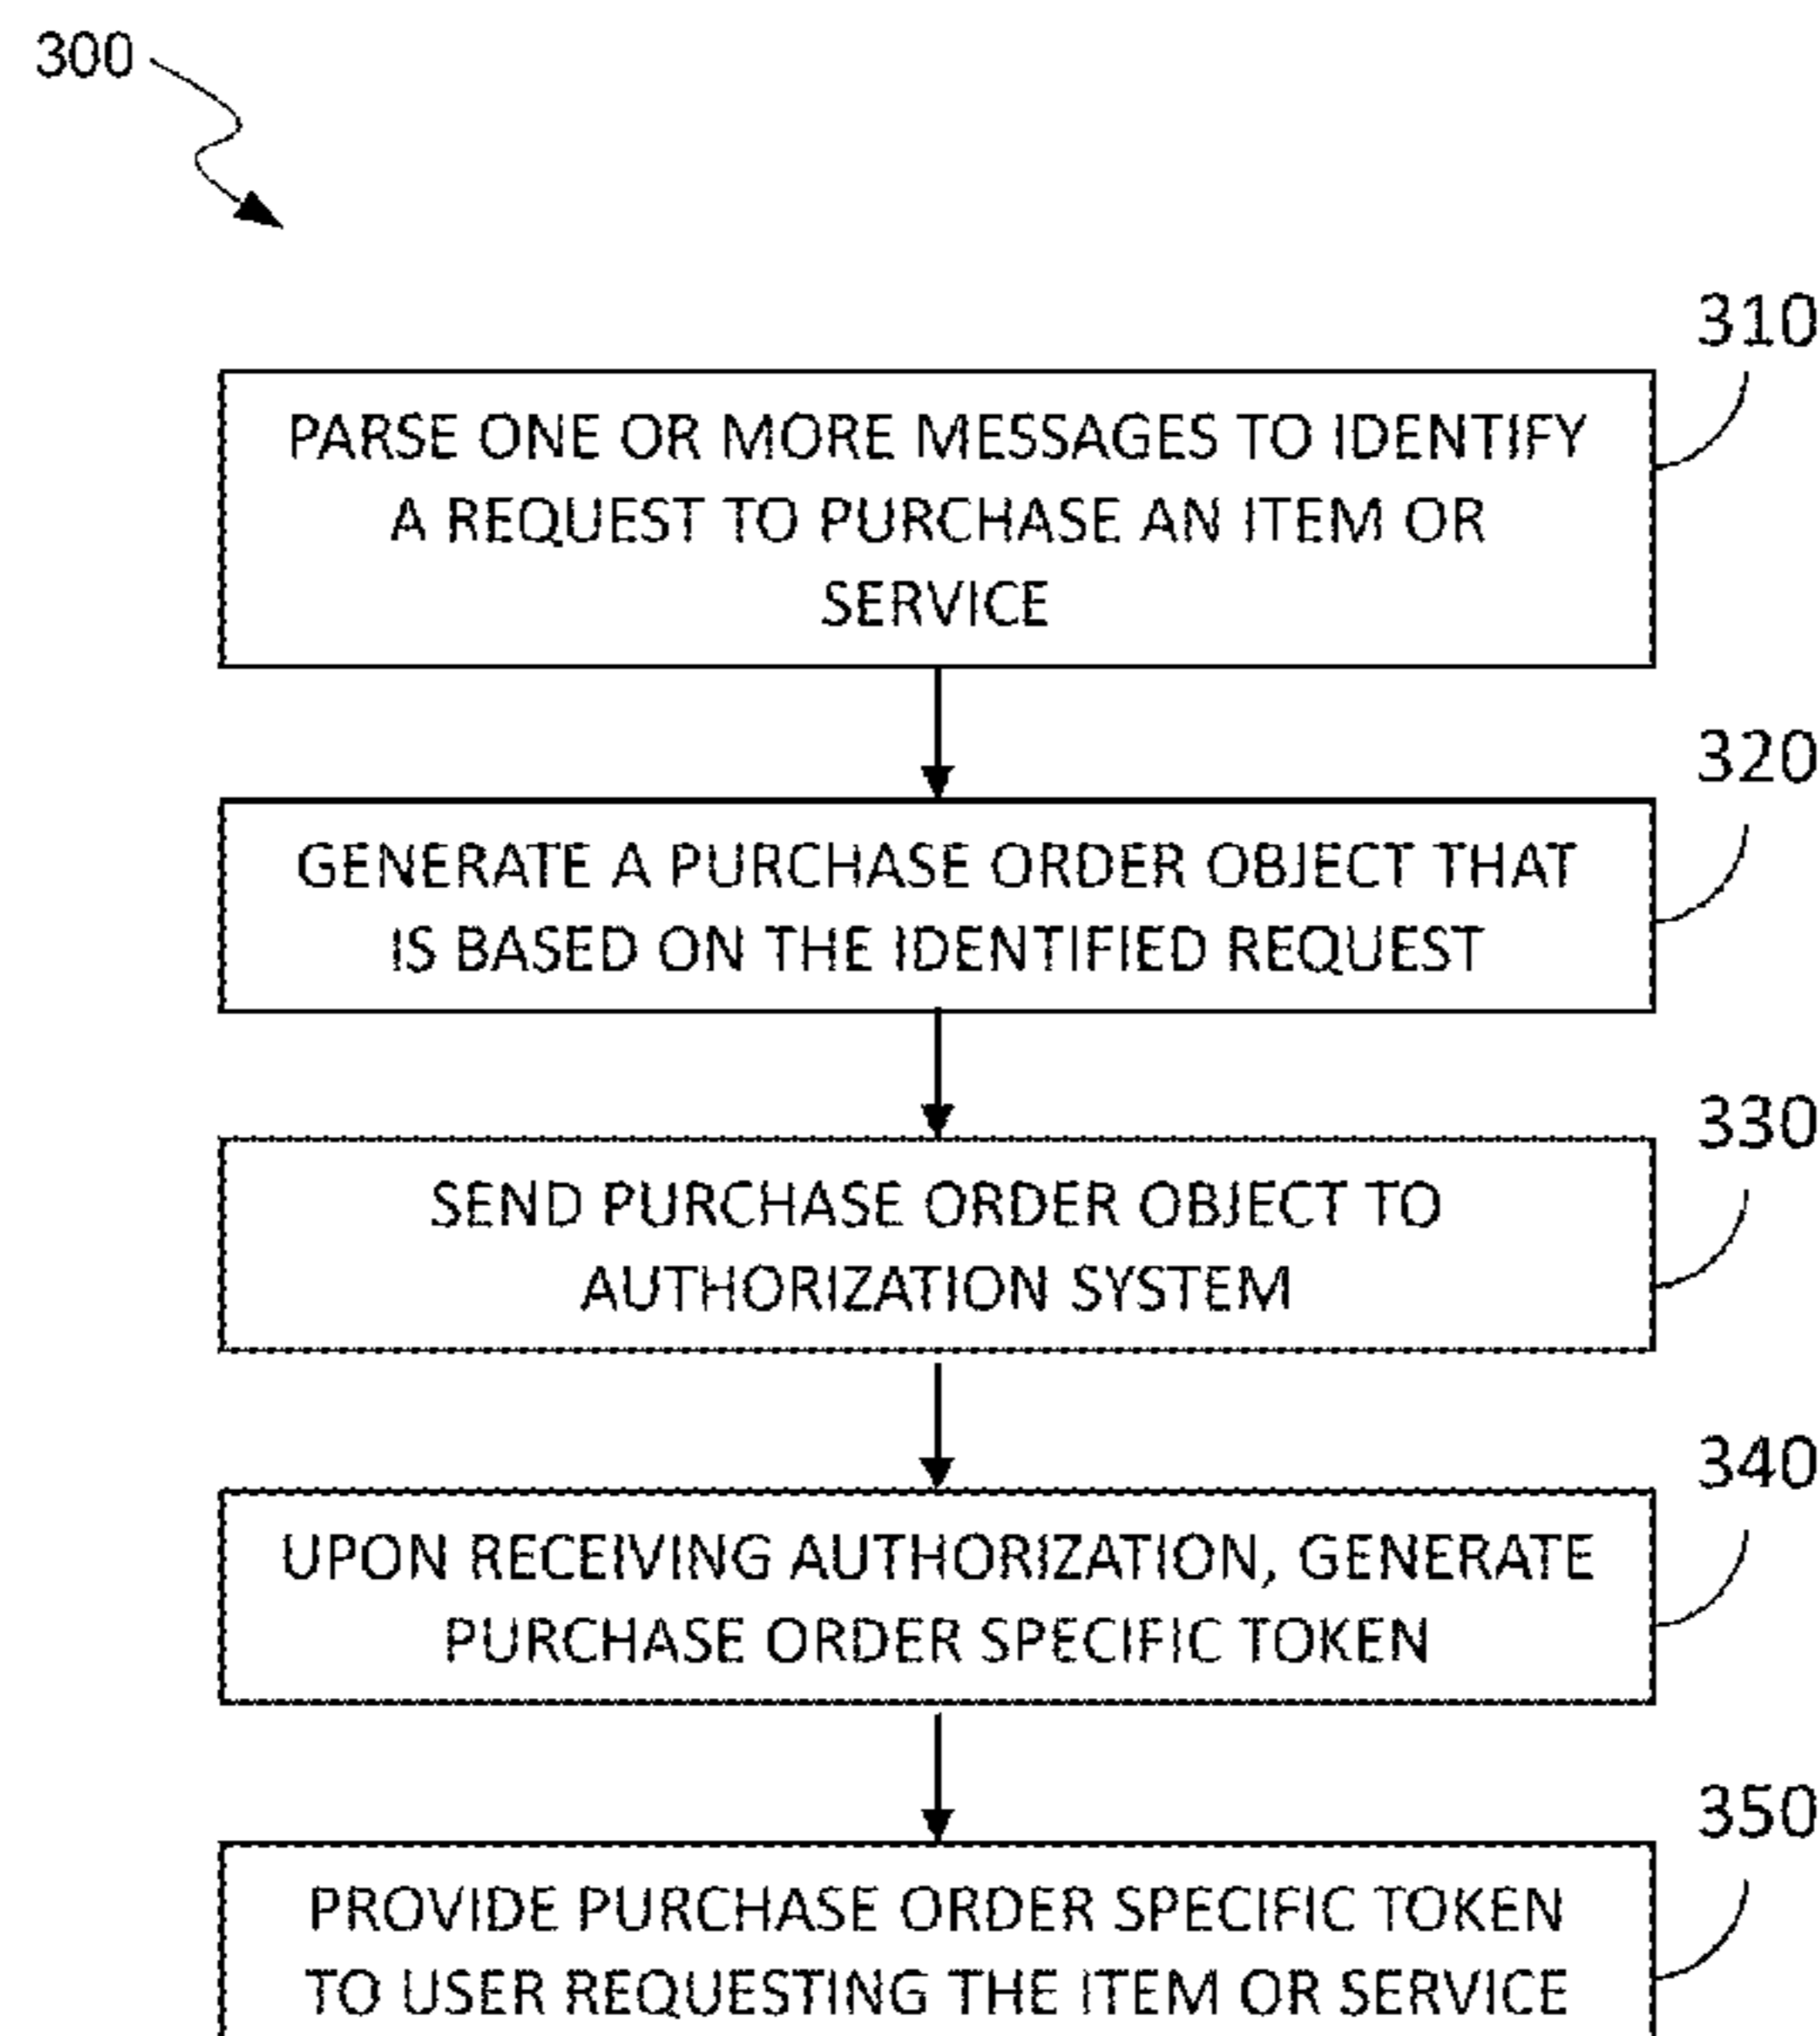 300
310
PARSE ONE OR MORE MESSAGES TO IDENTIFY
A REQUEST TO PURCHASE AN ITEM OR
SERVICE
320
GENERATE A PURCHASE ORDER OBJECT THAT
IS BASED ON THE IDENTIFIED REQUEST
330
SEND PURCHASE ORDER OBJECT TO
AUTHORIZATION SYSTEM
340
UPON RECEIVING AUTHORIZATION, GENERATE
PURCHASE ORDER SPECIFIC TOKEN
350
PROVIDE PURCHASE ORDER SPECIFIC TOKEN
TO USER REQUESTING THE ITEM OR SERVICE